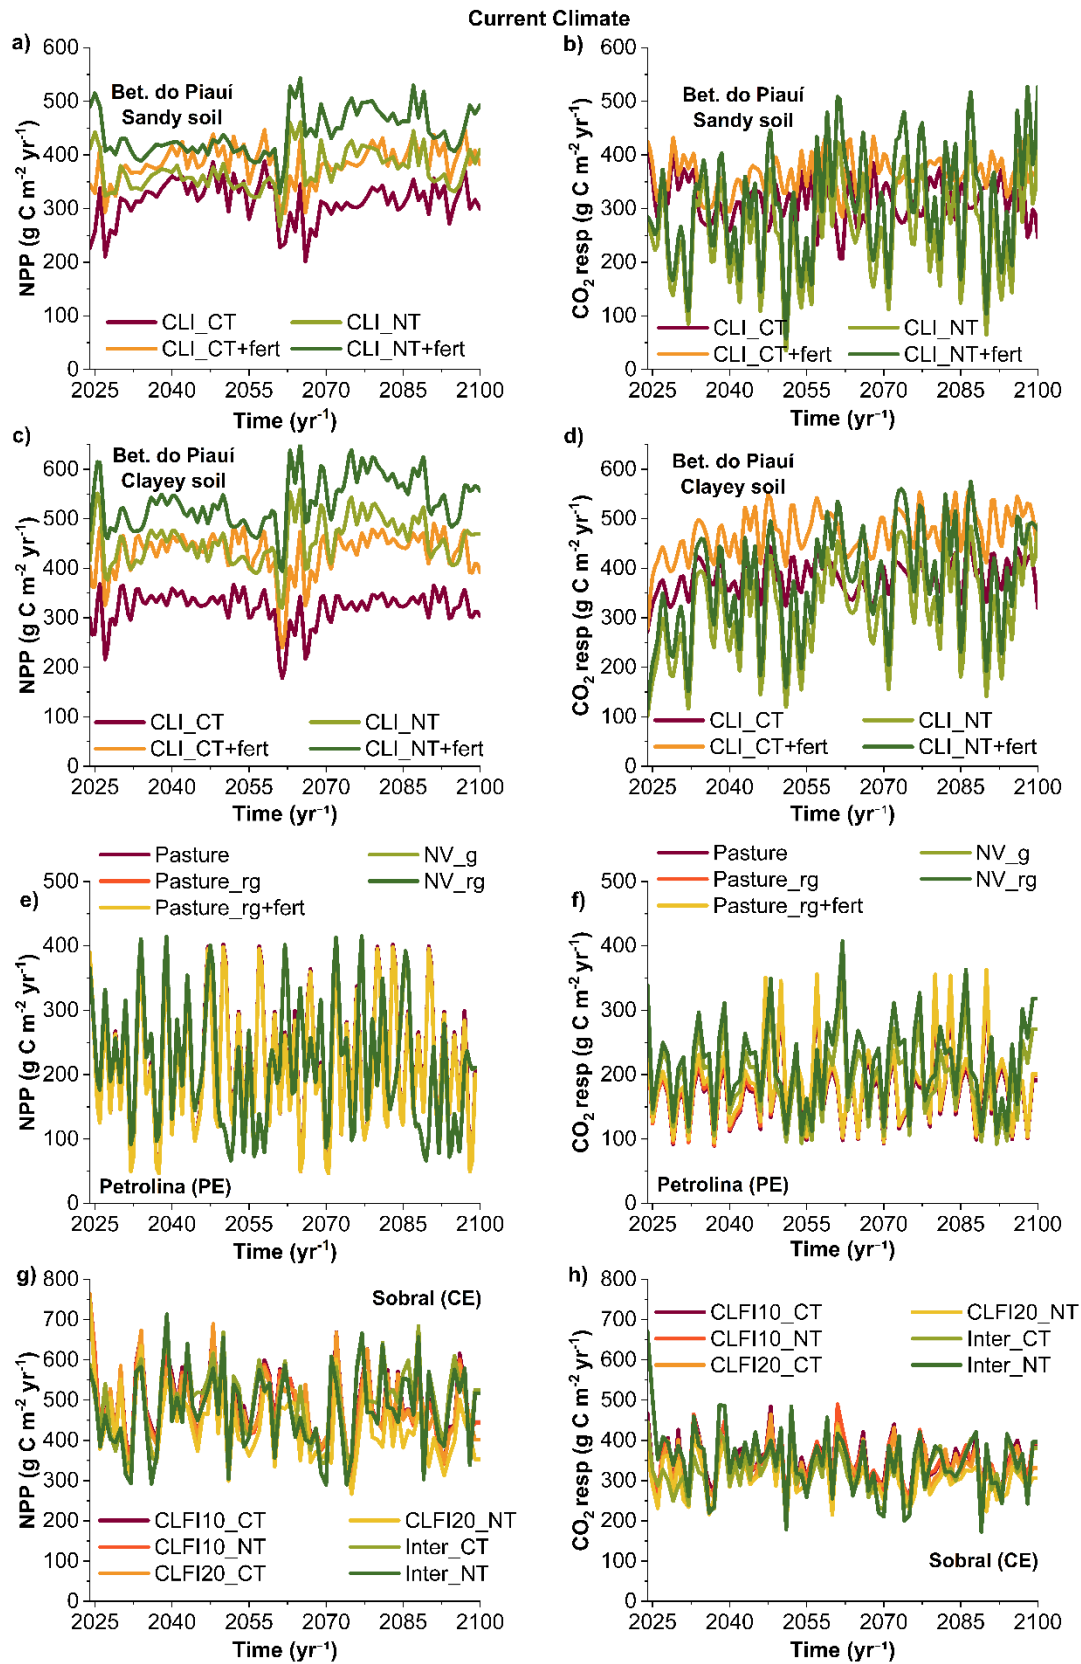 Current Climate
a)
600
500
400
300
200
100
0
NPP (g C m⁻² yr⁻¹)
Bet. do Piauí
Sandy soil
CLI_CT
CLI_NT
CLI_CT+fert
CLI_NT+fert
2025 2040 2055 2070 2085 2100
Time (yr⁻¹)
b)
600
500
400
300
200
100
0
CO₂ resp (g C m⁻² yr⁻¹)
Bet. do Piauí
Sandy soil
CLI_CT
CLI_NT
CLI_CT+fert
CLI_NT+fert
2025 2040 2055 2070 2085 2100
Time (yr⁻¹)
c)
600
500
400
300
200
100
0
NPP (g C m⁻² yr⁻¹)
Bet. do Piauí
Clayey soil
CLI_CT
CLI_NT
CLI_CT+fert
CLI_NT+fert
2025 2040 2055 2070 2085 2100
Time (yr⁻¹)
d)
600
500
400
300
200
100
0
CO₂ resp (g C m⁻² yr⁻¹)
Bet. do Piauí
Clayey soil
CLI_CT
CLI_NT
CLI_CT+fert
CLI_NT+fert
2025 2040 2055 2070 2085 2100
Time (yr⁻¹)
Pasture
NV_g
Pasture_rg
NV_rg
Pasture_rg+fert
e)
500
400
300
200
100
0
NPP (g C m⁻² yr⁻¹)
Petrolina (PE)
2025 2040 2055 2070 2085 2100
Time (yr⁻¹)
Pasture
NV_g
Pasture_rg
NV_rg
Pasture_rg+fert
f)
500
400
300
200
100
0
CO₂ resp (g C m⁻² yr⁻¹)
Petrolina (PE)
2025 2040 2055 2070 2085 2100
Time (yr⁻¹)
g)
800
700
600
500
400
300
200
100
0
NPP (g C m⁻² yr⁻¹)
Sobral (CE)
CLFI10_CT
CLFI20_NT
CLFI10_NT
Inter_CT
CLFI20_CT
Inter_NT
2025 2040 2055 2070 2085 2100
Time (yr⁻¹)
h)
800
700
600
500
400
300
200
100
0
CO₂ resp (g C m⁻² yr⁻¹)
CLFI10_CT
CLFI20_NT
CLFI10_NT
Inter_CT
CLFI20_CT
Inter_NT
Sobral (CE)
2025 2040 2055 2070 2085 2100
Time (yr⁻¹)